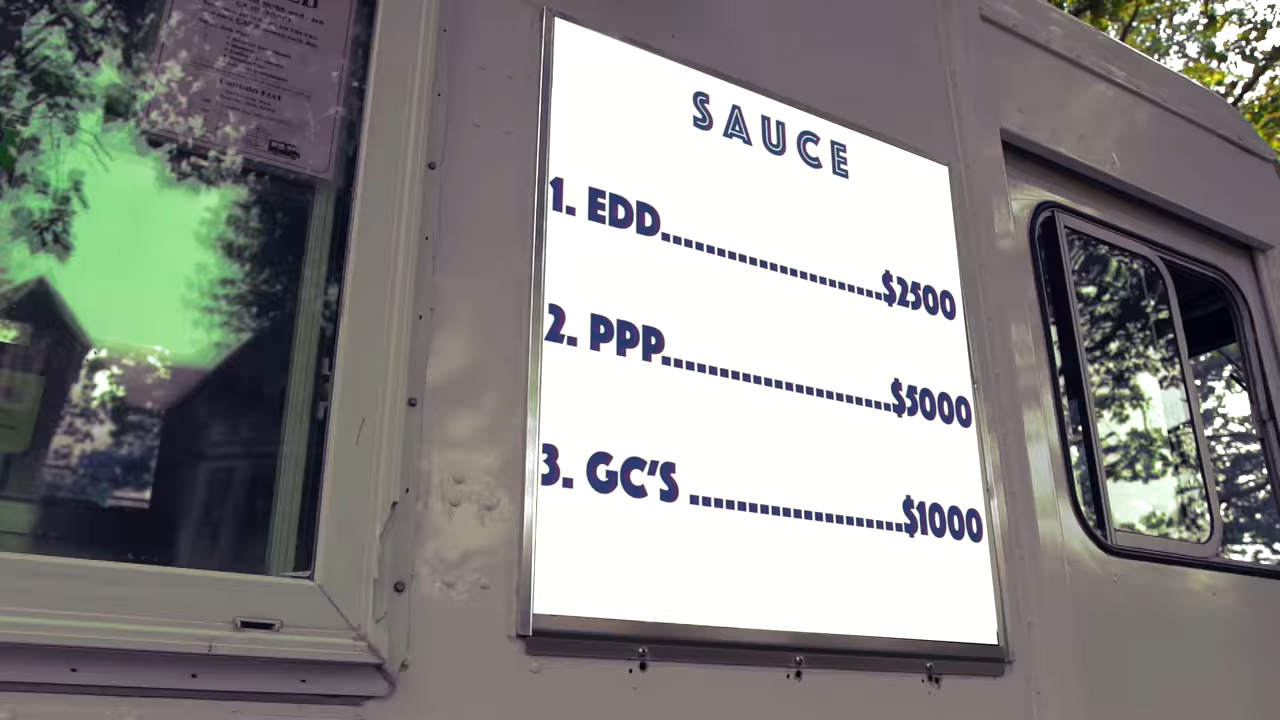 SAUCE
1. EDD........................$2500
2. PPP.........................$5000
3. GC'S .......................$1000